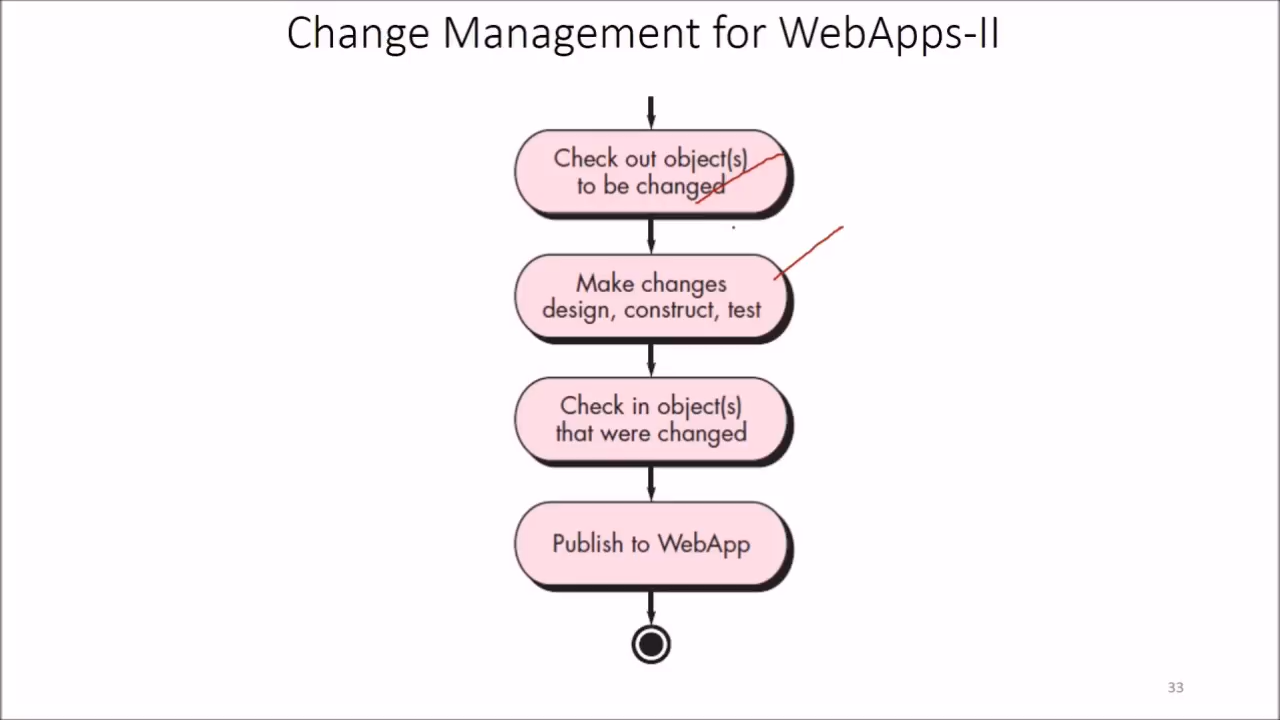 Change Management for WebApps-II
Check out object(s)
to be changed
Make changes
design, construct, test
Check in object(s)
that were changed
Publish to WebApp
33